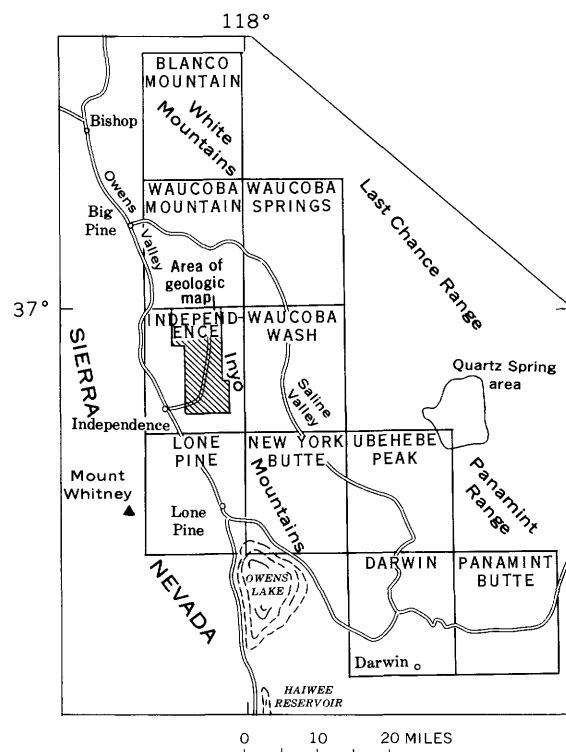 118°
BLANCO
MOUNTAIN
White
Mountains
Bishop
Owens
Valley
WAUCOBA
MOUNTAIN
WAUCOBA
SPRINGS
Big
Pine
Last Chance Range
Area of
geologic
map
37°
INDEPEND-
ENCE
WAUCOBA
WASH
SIERRA
Inyo
Quartz Spring
area
Saline
Valley
Independence
LONE
PINE
NEW YORK
BUTTE
UBEHEBE
PEAK
Mount
Whitney
Panamint
Range
Lone
Pine
Mountains
NEVADA
OWENS
LAKE
DARWIN
PANAMINT
BUTTE
Darwin
HAIWEE
RESERVOIR
0 10 20 MILES